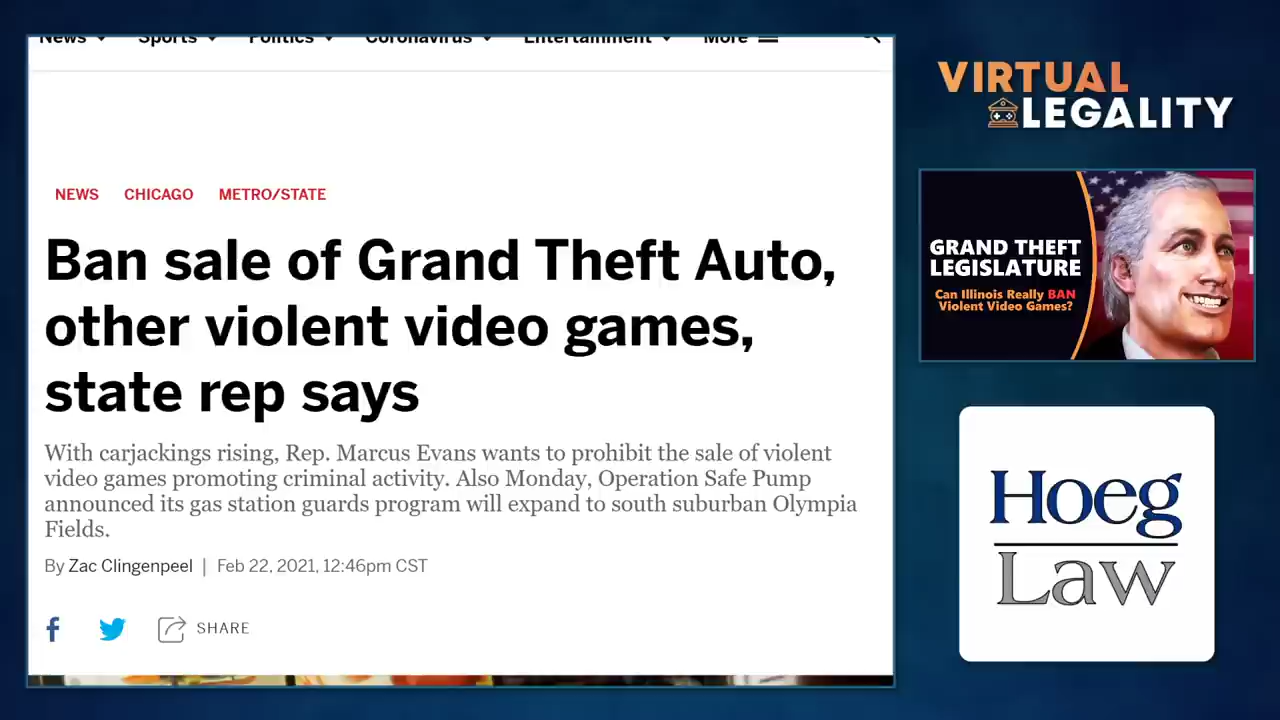 News Sports Politics Coronavirus Entertainment More
NEWS CHICAGO METRO/STATE
Ban sale of Grand Theft Auto,
other violent video games,
state rep says
With carjackings rising, Rep. Marcus Evans wants to prohibit the sale of violent
video games promoting criminal activity. Also Monday, Operation Safe Pump
announced its gas station guards program will expand to south suburban Olympia
Fields.
By Zac Clingenpeel | Feb 22, 2021, 12:46pm CST
SHARE
VIRTUAL
LEGALITY
GRAND THEFT
LEGISLATURE
Can Illinois Really BAN
Violent Video Games?
Hoeg
Law